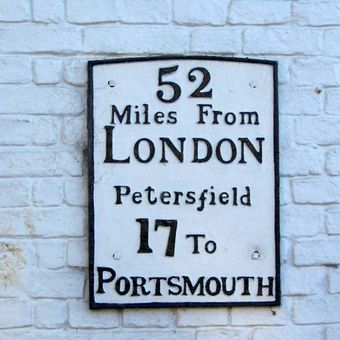 52
Miles From
LONDON
Petersfield
17 To
PORTSMOUTH